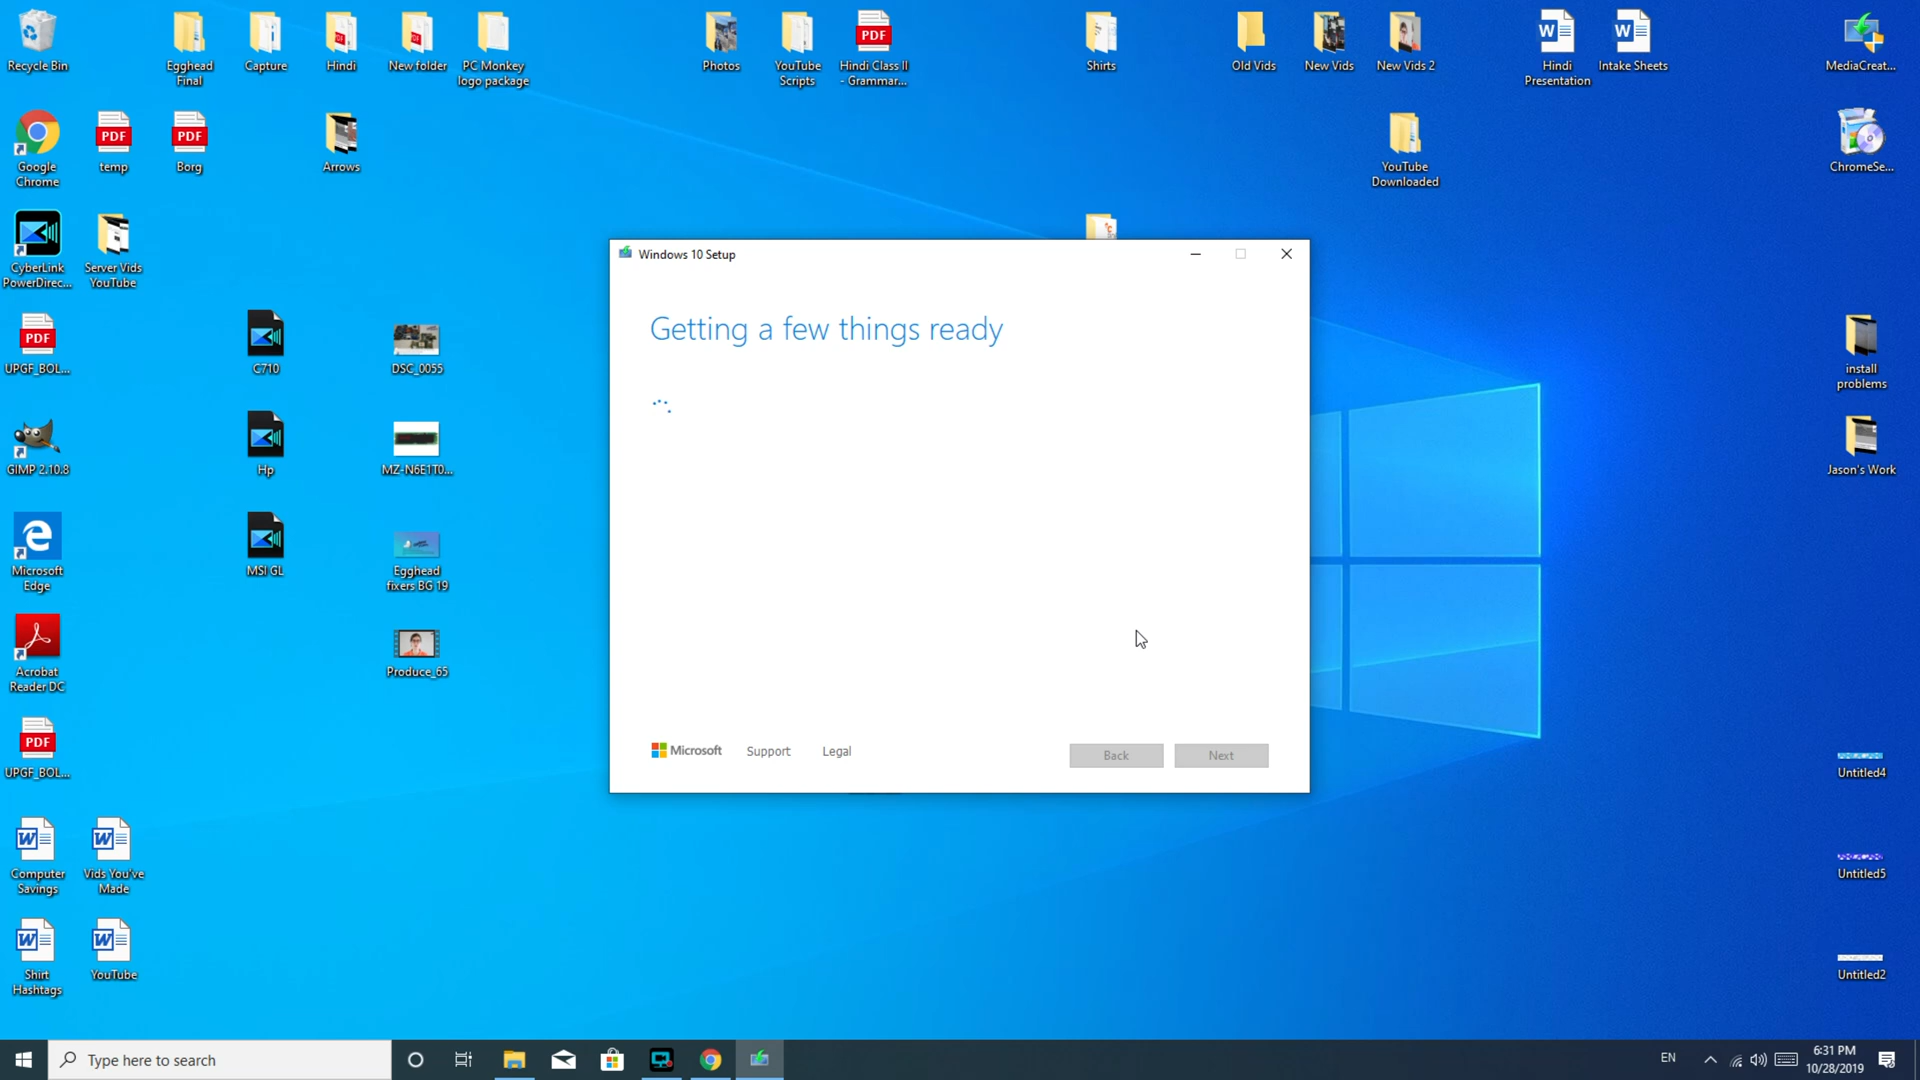 Recycle Bin
Egghead
Final
Capture
Hindi
New folder
PC Monkey
logo package
Photos
YouTube
Scripts
PDF
Hindi Class II
- Grammar...
Shirts
Old Vids
New Vids
New Vids 2
Hindi
Presentation
Intake Sheets
MediaCreat...
Google
Chrome
PDF
temp
PDF
Borg
Arrows
YouTube
Downloaded
ChromeSe...
CyberLink
PowerDirec...
Server Vids
YouTube
Windows 10 Setup
Getting a few things ready
PDF
UPGF_BOL...
C710
DSC_0055
install
problems
GIMP 2.10.8
Hp
MZ-N6E1T0...
Jason's Work
Microsoft
Edge
MSI GL
Egghead
fixers BG 19
Acrobat
Reader DC
Produce_65
PDF
UPGF_BOL...
Microsoft
Support
Legal
Back
Next
Untitled4
Computer
Savings
Vids You've
Made
Untitled5
Shirt
Hashtags
YouTube
Untitled2
Type here to search
EN
6:31 PM
10/28/2019